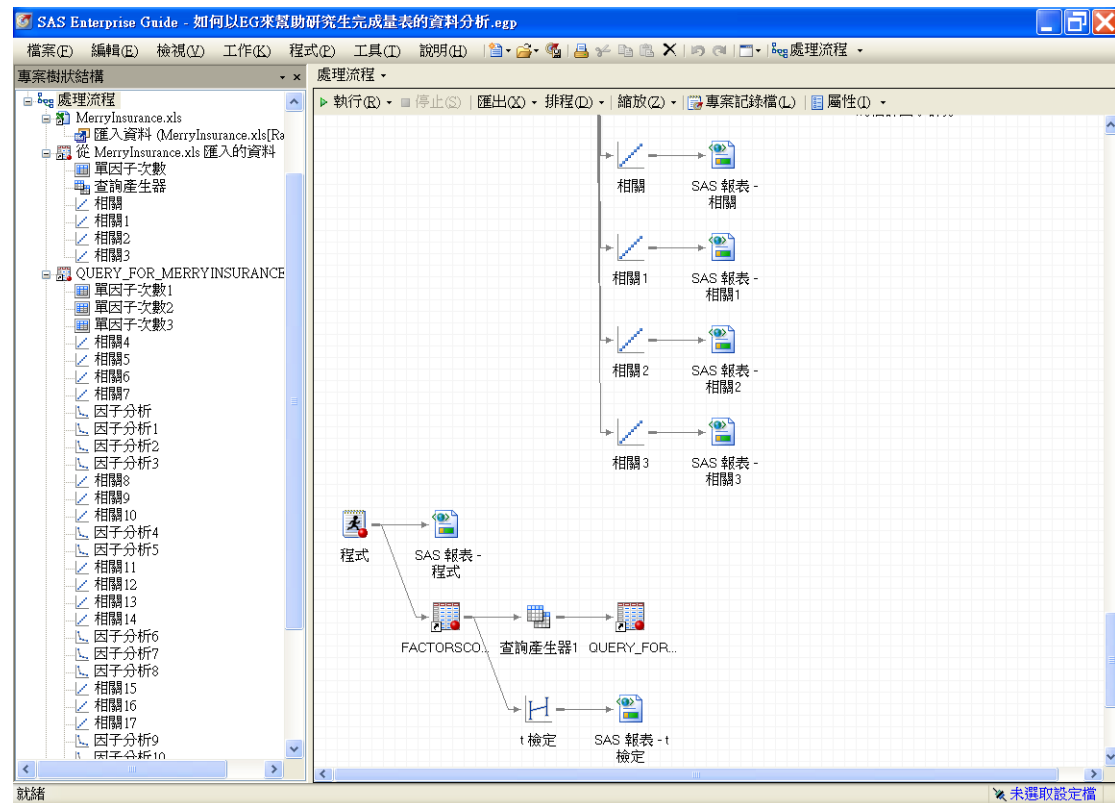 SAS Enterprise Guide - 如何以EG來幫助研究生完成量表的資料分析.egp
檔案(F) 編輯(E) 檢視(V) 工作(K) 程式(P) 工具(T) 說明(H) 處理流程
專案樹狀結構
處理流程
MerryInsurance.xls
匯入資料 (MerryInsurance.xls[Ra
從 MerryInsurance.xls 匯入的資料
單因子次數
查詢產生器
相關
相關1
相關2
相關3
QUERY_FOR_MERRYINSURANCE
單因子次數1
單因子次數2
單因子次數3
相關4
相關5
相關6
相關7
因子分析
因子分析1
因子分析2
因子分析3
相關8
相關9
相關10
因子分析4
因子分析5
相關11
相關12
相關13
相關14
因子分析6
因子分析7
因子分析8
相關15
相關16
相關17
因子分析9
因子分析10
處理流程
執行(R) 停止(S) 匯出(X) 排程(D) 縮放(Z) 專案記錄檔(L) 屬性(I)
相關
SAS 報表 -
相關
相關1
SAS 報表 -
相關1
相關2
SAS 報表 -
相關2
相關3
SAS 報表 -
相關3
程式
SAS 報表 -
程式
FACTORSCO...
查詢產生器1
QUERY_FOR...
t 檢定
SAS 報表 - t
檢定
就緒
未選取設定檔